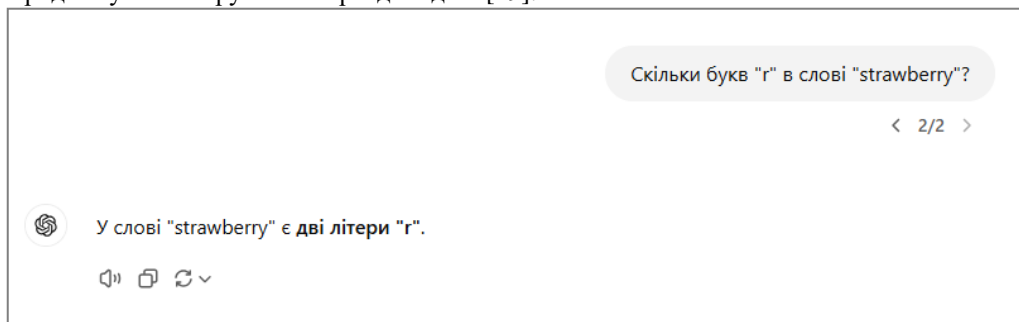 Скільки букв "r" в слові "strawberry"?
2/2
У слові "strawberry" є дві літери "r".